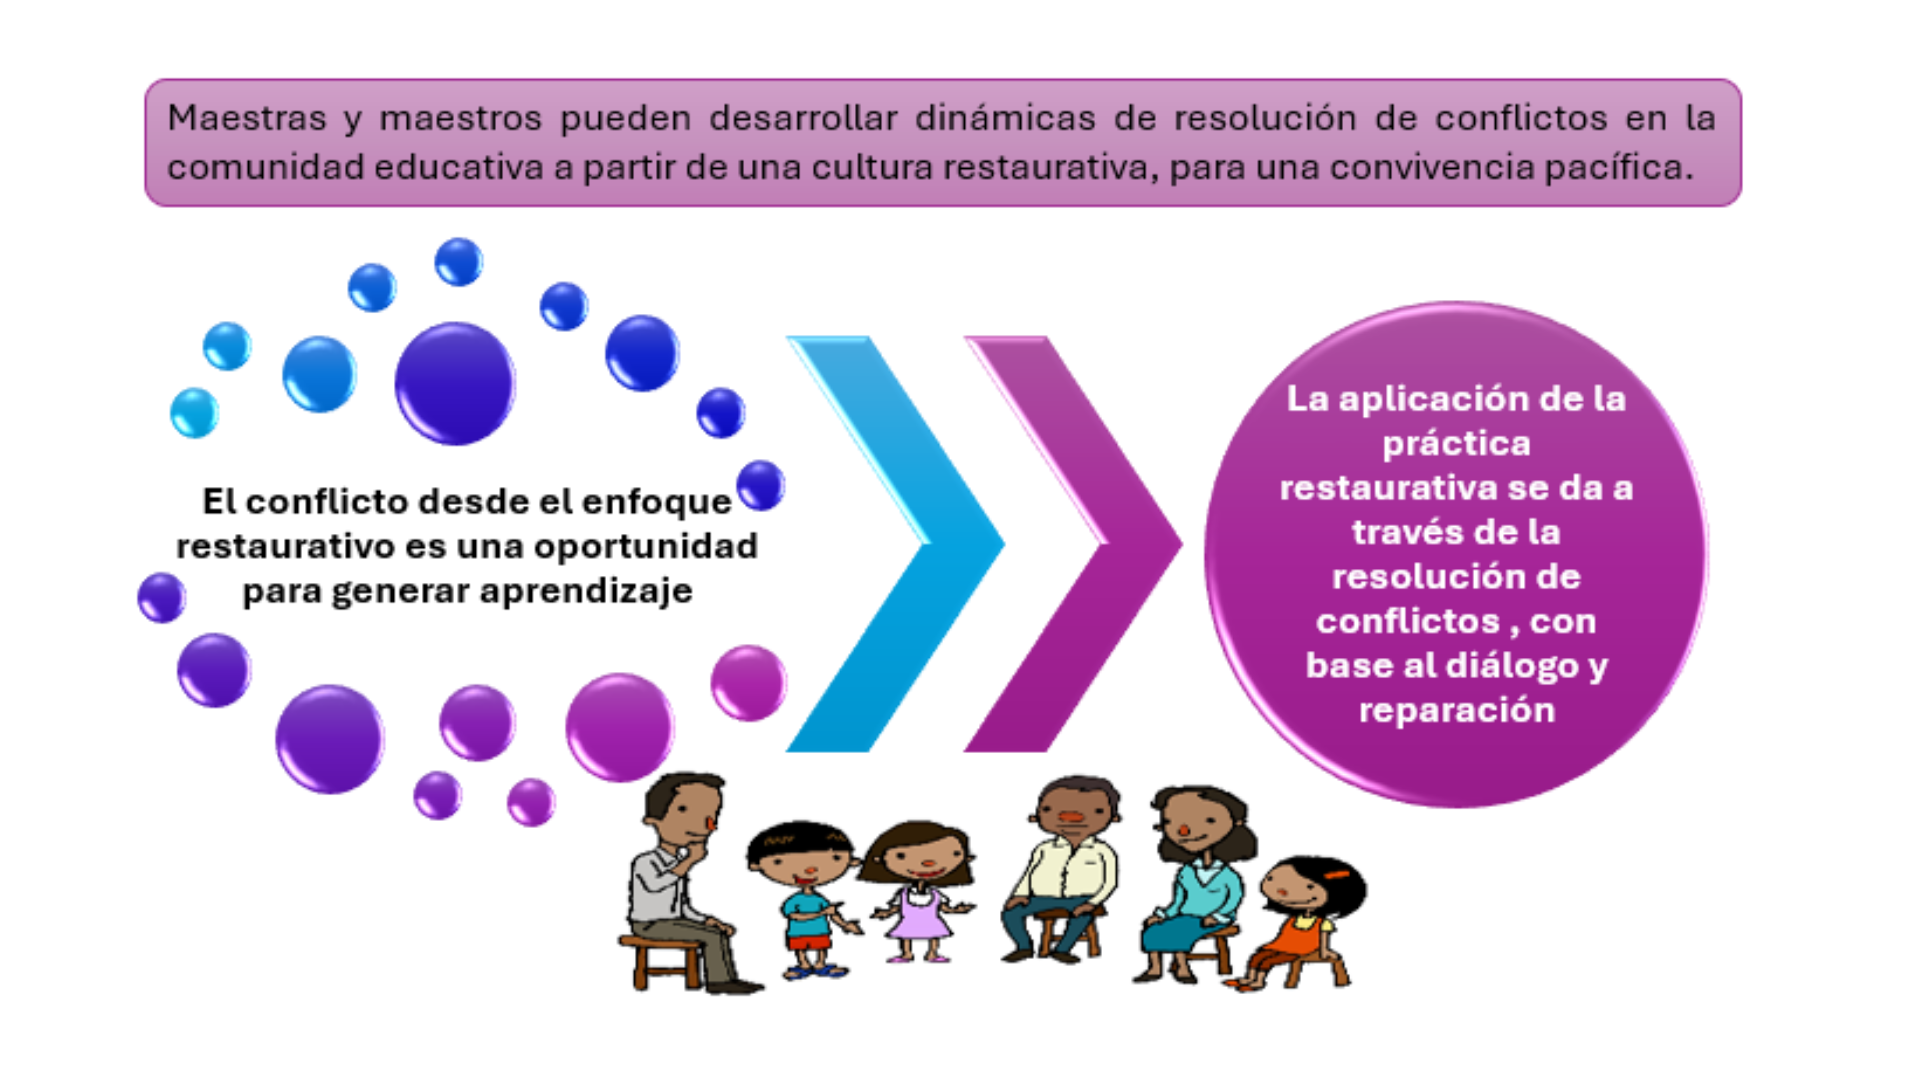 Maestras y maestros pueden desarrollar dinámicas de resolución de conflictos en la
comunidad educativa a partir de una cultura restaurativa, para una convivencia pacífica.
El conflicto desde el enfoque
restaurativo es una oportunidad
para generar aprendizaje
La aplicación de la
práctica
restaurativa se da a
través de la
resolución de
conflictos , con
base al diálogo y
reparación